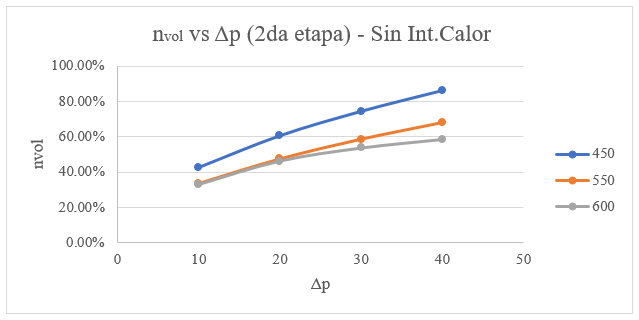 nvol vs Δp (2da etapa) - Sin Int.Calor
100.00%
80.00%
60.00%
40.00%
20.00%
0.00%
nvol
0 10 20 30 40 50
Δp
450
550
600